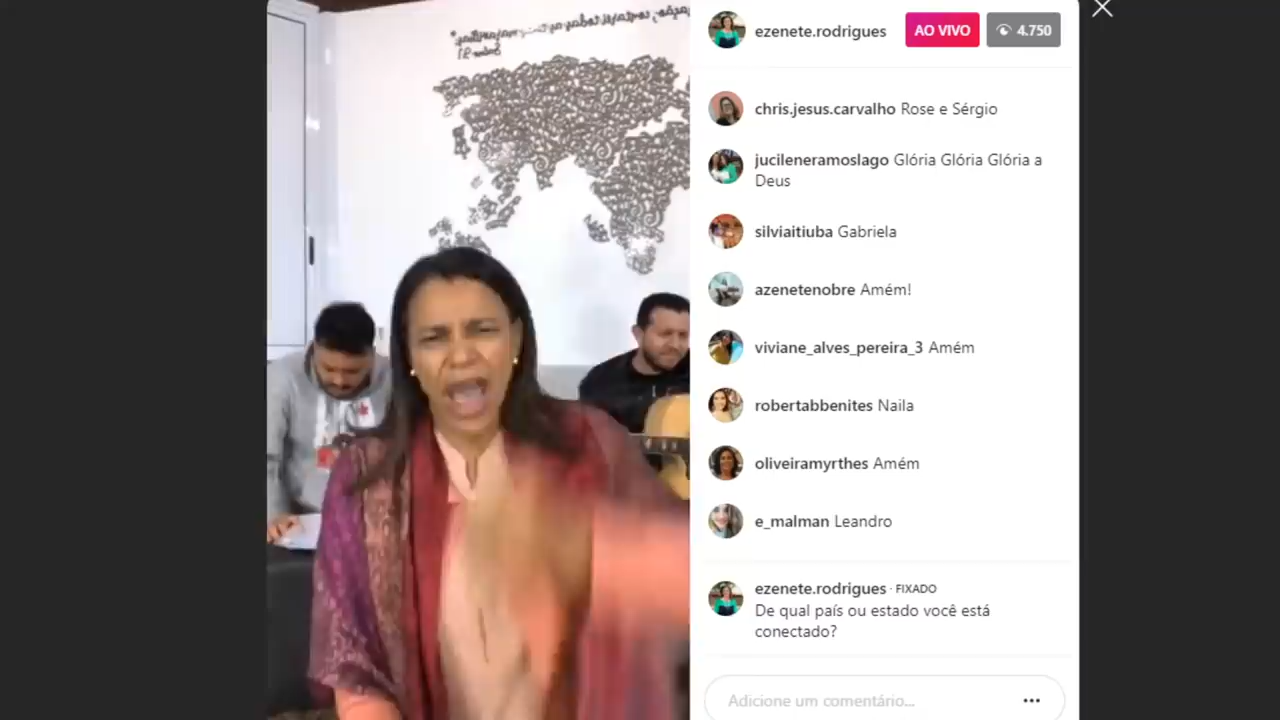 ezenete.rodrigues AO VIVO 4.750
chris.jesus.carvalho Rose e Sérgio
jucileneramoslago Glória Glória Glória a
Deus
silviaitiuba Gabriela
azenetenobre Amém!
viviane_alves_pereira_3 Amém
robertabbenites Naila
oliveiramyrthes Amém
e_malman Leandro
ezenete.rodrigues · FIXADO
De qual país ou estado você está
conectado?
Adicione um comentário...